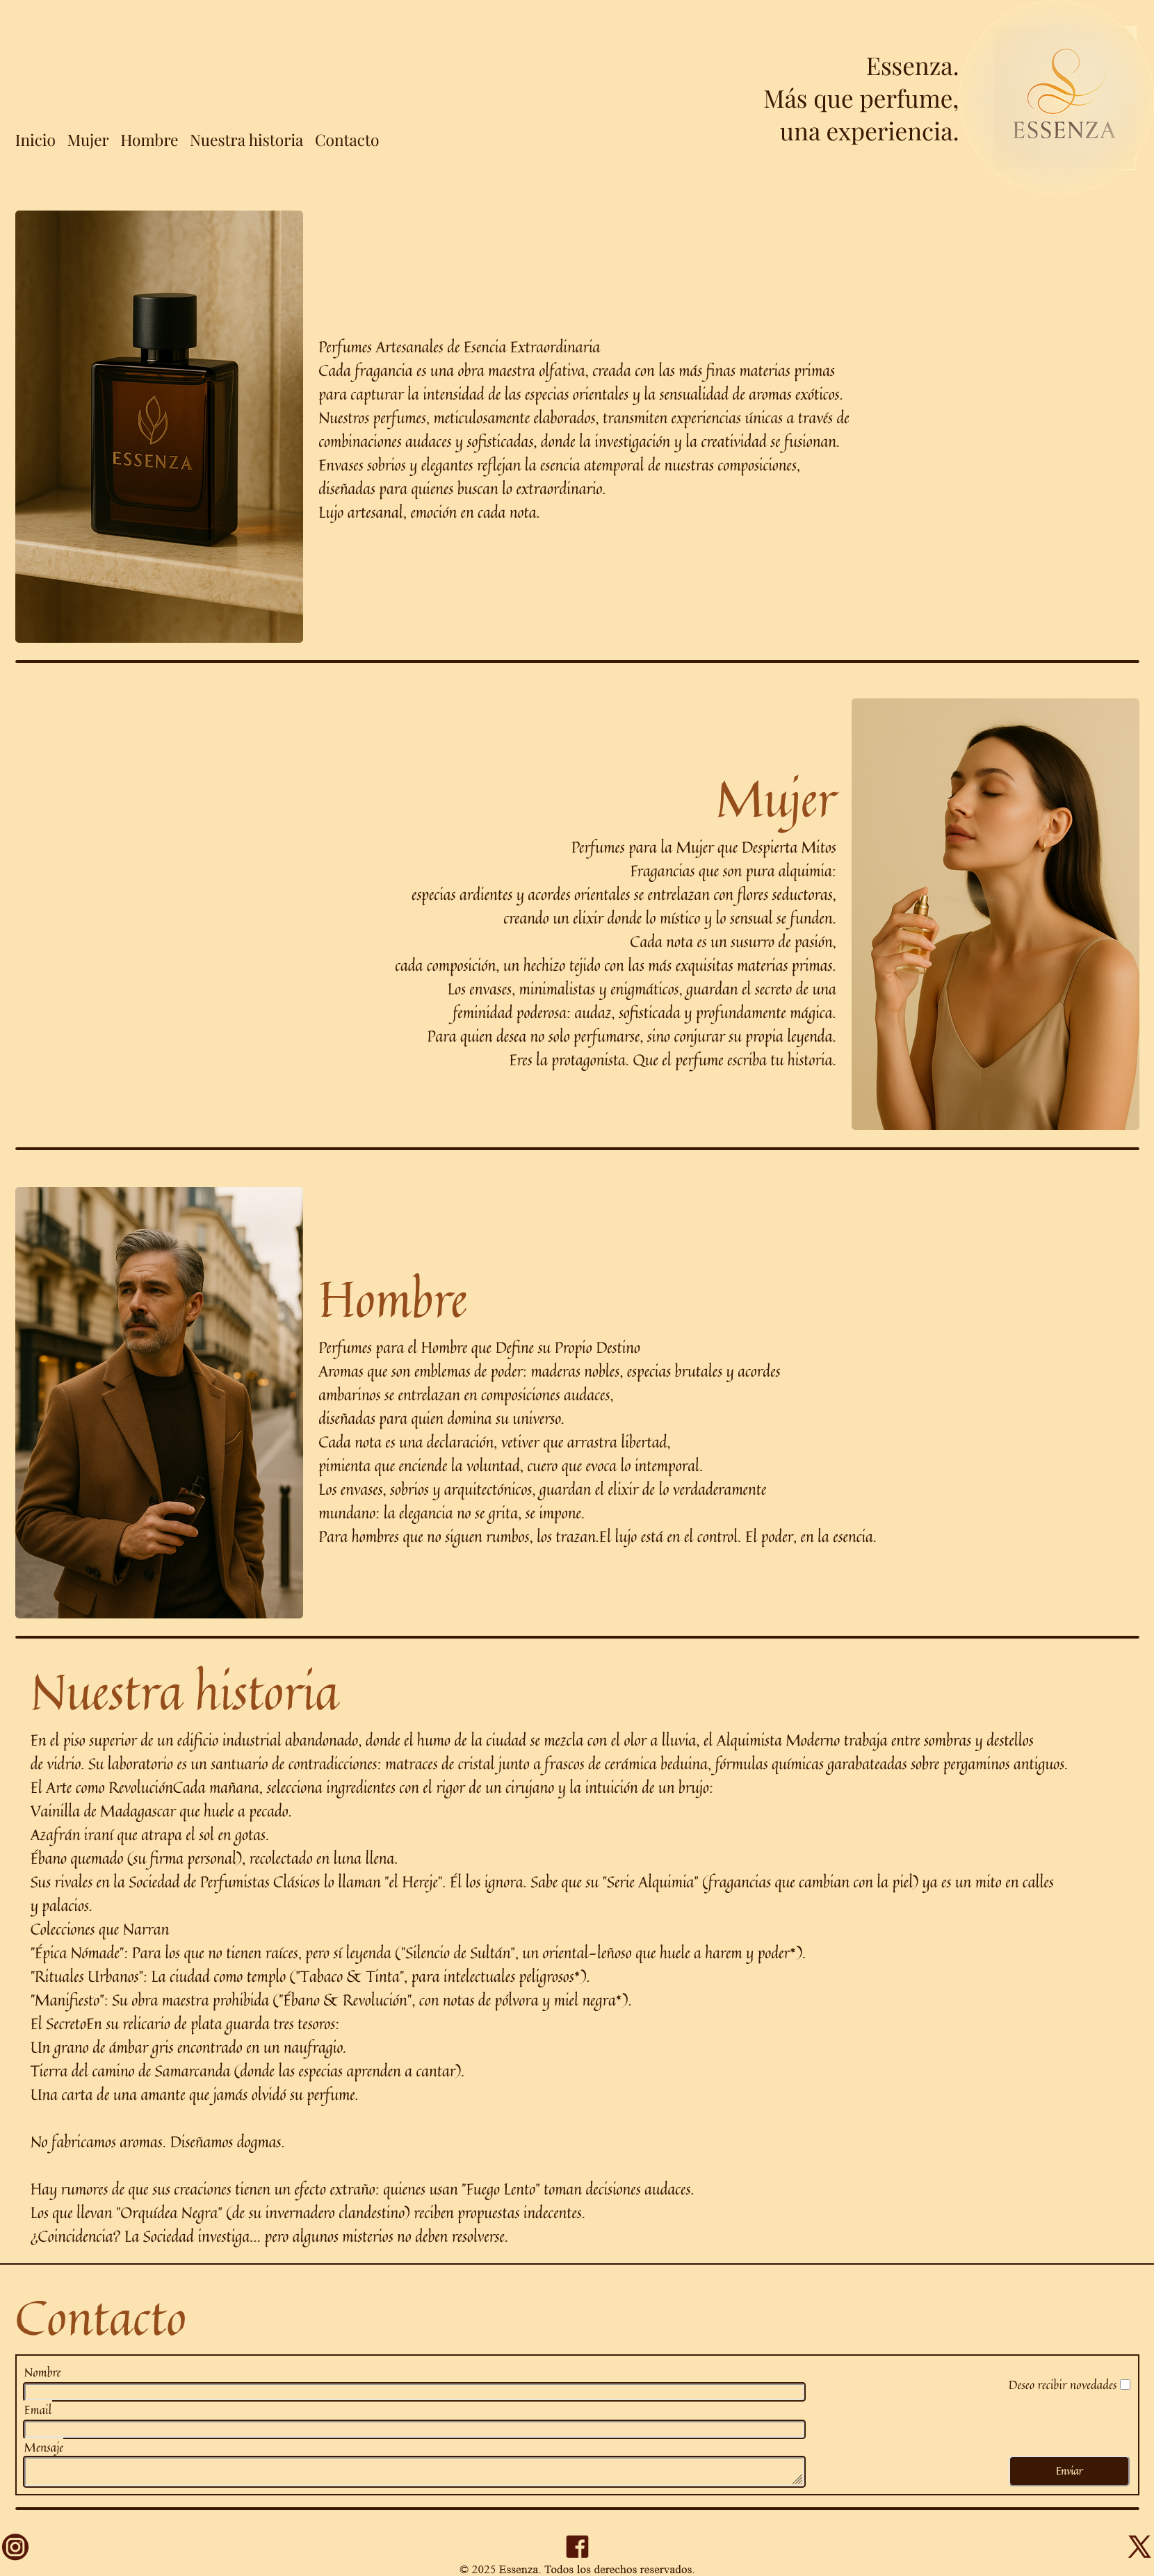 Essenza.
Más que perfume,
una experiencia.
ESSENZA
Inicio Mujer Hombre Nuestra historia Contacto
ESSENZA
Perfumes Artesanales de Esencia Extraordinaria
Cada fragancia es una obra maestra olfativa, creada con las más finas materias primas
para capturar la intensidad de las especias orientales y la sensualidad de aromas exóticos.
Nuestros perfumes, meticulosamente elaborados, transmiten experiencias únicas a través de
combinaciones audaces y sofisticadas, donde la investigación y la creatividad se fusionan.
Envases sobrios y elegantes reflejan la esencia atemporal de nuestras composiciones,
diseñadas para quienes buscan lo extraordinario.
Lujo artesanal, emoción en cada nota.
Mujer
Perfumes para la Mujer que Despierta Mitos
Fragancias que son pura alquimia:
especias ardientes y acordes orientales se entrelazan con flores seductoras,
creando un elixir donde lo místico y lo sensual se funden.
Cada nota es un susurro de pasión,
cada composición, un hechizo tejido con las más exquisitas materias primas.
Los envases, minimalistas y enigmáticos, guardan el secreto de una
feminidad poderosa: audaz, sofisticada y profundamente mágica.
Para quien desea no solo perfumarse, sino conjurar su propia leyenda.
Eres la protagonista. Que el perfume escriba tu historia.
Hombre
Perfumes para el Hombre que Define su Propio Destino
Aromas que son emblemas de poder: maderas nobles, especias brutales y acordes
ambarinos se entrelazan en composiciones audaces,
diseñadas para quien domina su universo.
Cada nota es una declaración, vetiver que arrastra libertad,
pimienta que enciende la voluntad, cuero que evoca lo intemporal.
Los envases, sobrios y arquitectónicos, guardan el elixir de lo verdaderamente
mundano: la elegancia no se grita, se impone.
Para hombres que no siguen rumbos, los trazan.El lujo está en el control. El poder, en la esencia.
Nuestra historia
En el piso superior de un edificio industrial abandonado, donde el humo de la ciudad se mezcla con el olor a lluvia, el Alquimista Moderno trabaja entre sombras y destellos
de vidrio. Su laboratorio es un santuario de contradicciones: matraces de cristal junto a frascos de cerámica beduina, fórmulas químicas garabateadas sobre pergaminos antiguos.
El Arte como RevoluciónCada mañana, selecciona ingredientes con el rigor de un cirujano y la intuición de un brujo:
Vainilla de Madagascar que huele a pecado.
Azafrán iraní que atrapa el sol en gotas.
Ébano quemado (su firma personal), recolectado en luna llena.
Sus rivales en la Sociedad de Perfumistas Clásicos lo llaman "el Hereje". Él los ignora. Sabe que su "Serie Alquimia" (fragancias que cambian con la piel) ya es un mito en calles
y palacios.
Colecciones que Narran
"Épica Nómade": Para los que no tienen raíces, pero sí leyenda ("Silencio de Sultán", un oriental-leñoso que huele a harem y poder*).
"Rituales Urbanos": La ciudad como templo ("Tabaco & Tinta", para intelectuales peligrosos*).
"Manifiesto": Su obra maestra prohibida ("Ébano & Revolución", con notas de pólvora y miel negra*).
El SecretoEn su relicario de plata guarda tres tesoros:
Un grano de ámbar gris encontrado en un naufragio.
Tierra del camino de Samarcanda (donde las especias aprenden a cantar).
Una carta de una amante que jamás olvidó su perfume.
No fabricamos aromas. Diseñamos dogmas.
Hay rumores de que sus creaciones tienen un efecto extraño: quienes usan "Fuego Lento" toman decisiones audaces.
Los que llevan "Orquídea Negra" (de su invernadero clandestino) reciben propuestas indecentes.
¿Coincidencia? La Sociedad investiga... pero algunos misterios no deben resolverse.
Contacto
Nombre
Deseo recibir novedades
Email
Mensaje
Enviar
© 2025 Essenza. Todos los derechos reservados.